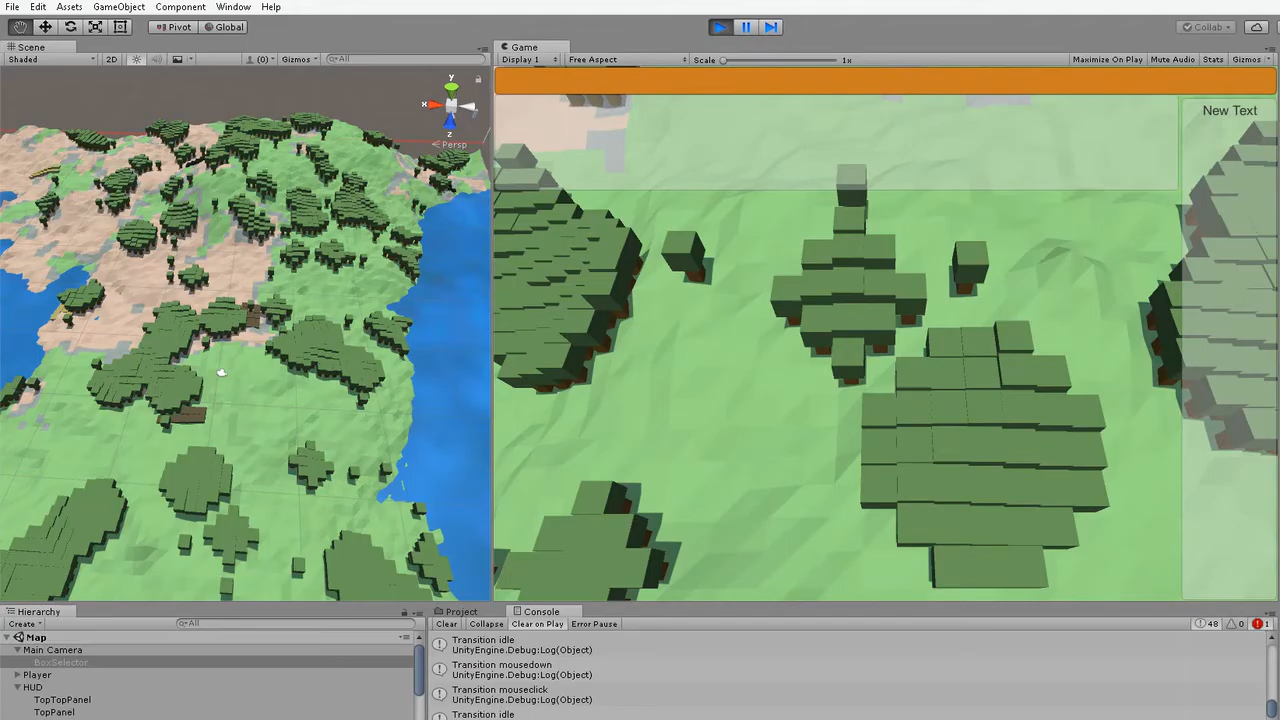 File Edit Assets GameObject Component Window Help
Pivot Global Collab
Scene Game
Shaded 2D (0) Gizmos All Display 1 Free Aspect Scale 1x Maximize On Play Mute Audio Stats Gizmos
New Text
y
x
z
Persp
Hierarchy Project Console
Create All Clear Collapse Clear on Play Error Pause 48 0 1
Map
Main Camera
BoxSelector
Player
HUD
TopTopPanel
TopPanel
Transition idle
UnityEngine.Debug:Log(Object)
Transition mousedown
UnityEngine.Debug:Log(Object)
Transition mouseclick
UnityEngine.Debug:Log(Object)
Transition idle